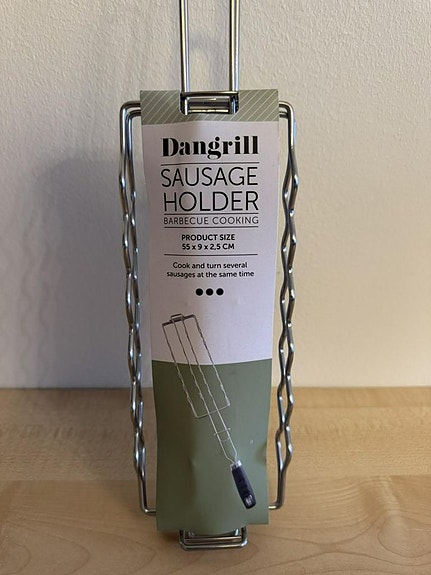 Dangrill
SAUSAGE
HOLDER
BARBECUE COOKING
PRODUCT SIZE
55 x 9 x 2,5 CM
Cook and turn several
sausages at the same time